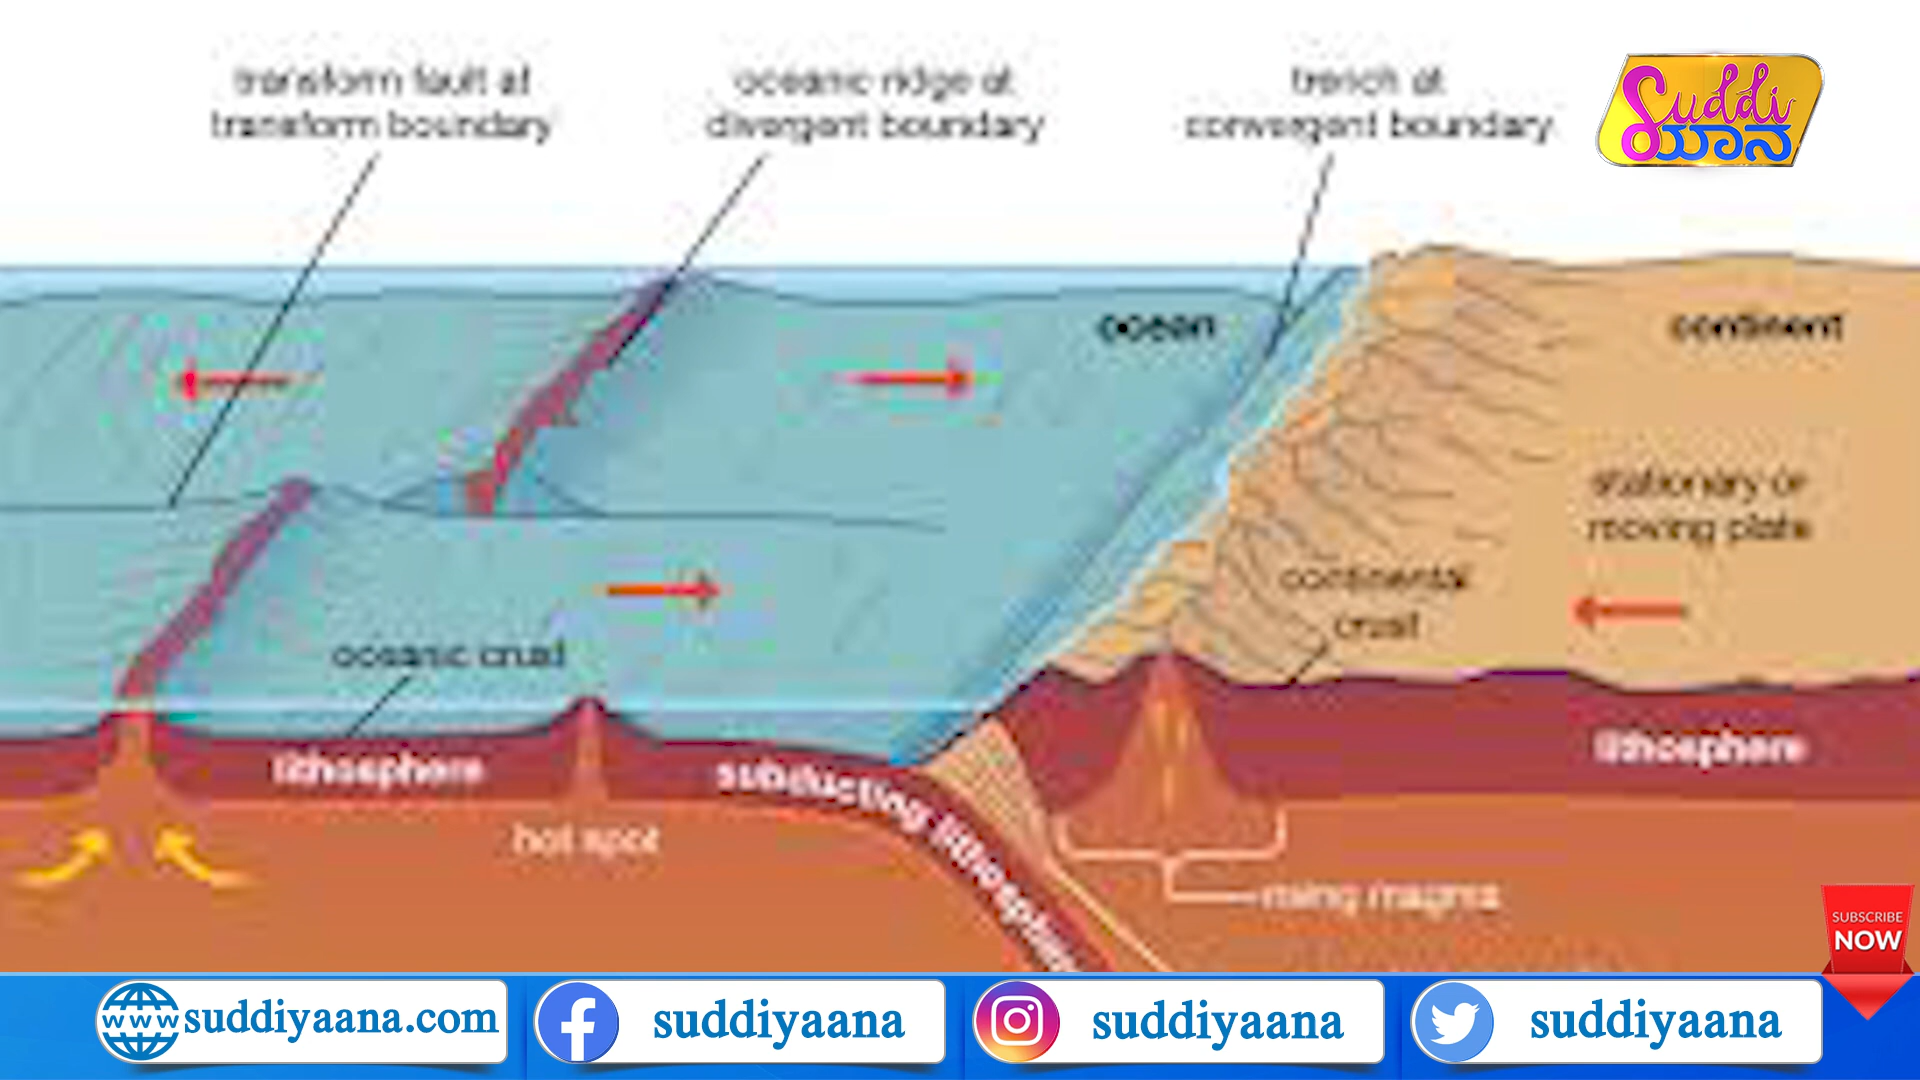 transform fault at
transform boundary
oceanic ridge at
divergent boundary
trench at
convergent boundary
Suddi
ಯಾನ
ocean
continent
stationary or
moving plate
continental
crust
oceanic crust
lithosphere
subducting lithosphere
lithosphere
hot spot
rising magma
SUBSCRIBE
NOW
www suddiyaana.com
suddiyaana
suddiyaana
suddiyaana